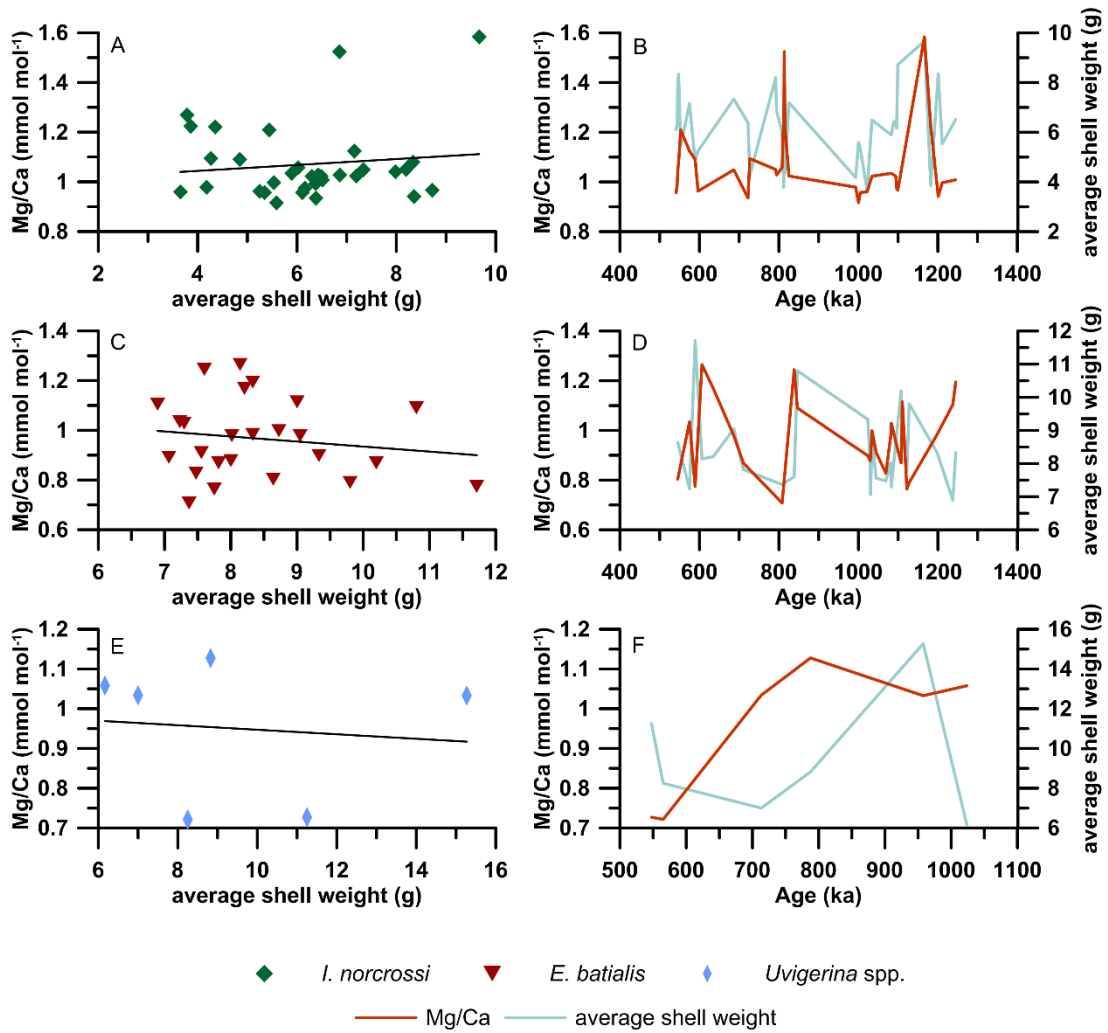 A
Mg/Ca (mmol mol⁻¹)
1.6
1.4
1.2
1
0.8
2 4 6 8 10
average shell weight (g)
B
Mg/Ca (mmol mol⁻¹)
1.6
1.4
1.2
1
0.8
10
8
6
4
2
average shell weight (g)
400 600 800 1000 1200 1400
Age (ka)
C
Mg/Ca (mmol mol⁻¹)
1.4
1.2
1
0.8
0.6
6 7 8 9 10 11 12
average shell weight (g)
D
Mg/Ca (mmol mol⁻¹)
1.4
1.2
1
0.8
0.6
12
11
10
9
8
7
6
average shell weight (g)
400 600 800 1000 1200 1400
Age (ka)
E
Mg/Ca (mmol mol⁻¹)
1.2
1.1
1
0.9
0.8
0.7
6 8 10 12 14 16
average shell weight (g)
F
Mg/Ca (mmol mol⁻¹)
1.2
1.1
1
0.9
0.8
0.7
16
14
12
10
8
6
average shell weight (g)
500 600 700 800 900 1000 1100
Age (ka)
I. norcrossi E. batialis Uvigerina spp.
Mg/Ca average shell weight